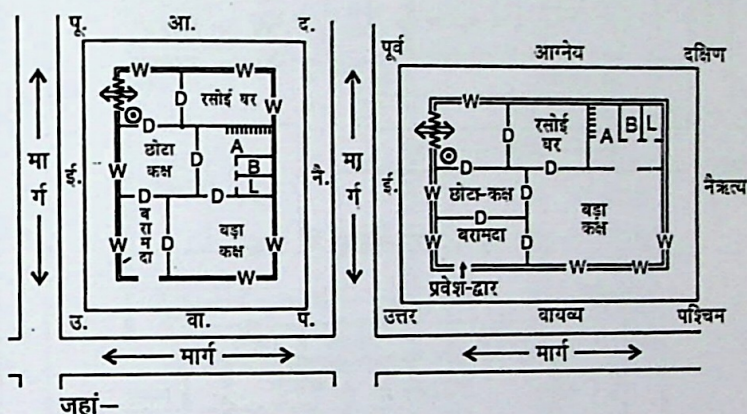 पू. आ. द.
W W
D रसोई घर W
D
छोटा कक्ष D A
W B
L
D D
ब रा म दा D बड़ा कक्ष
W W
W
ई. नै.
उ. वा. प.
मार्ग
मार्ग
मार्ग
पूर्व आग्नेय दक्षिण
W
D रसोई घर A B L
D D
W छोटा-कक्ष D
D बड़ा कक्ष
W बरामदा D W
W W
प्रवेश-द्वार
ई. नैऋत्य
उत्तर वायव्य पश्चिम
मार्ग
जहां—